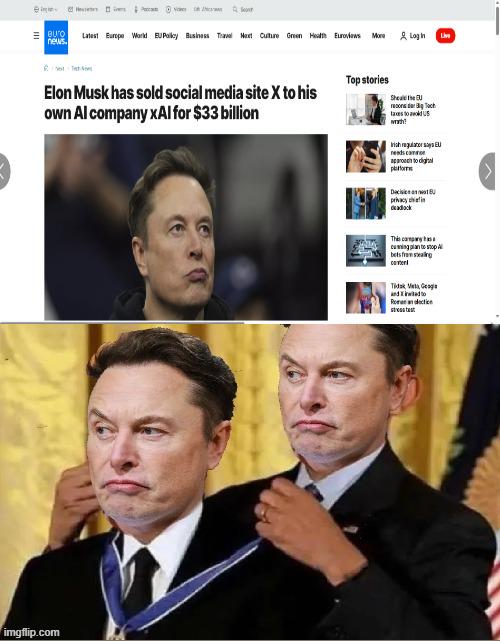 English Newsletters Events Podcasts Videos Africanews Search
euro
news.
Latest Europe World EU Policy Business Travel Next Culture Green Health Euroviews More Log In Live
Next Tech News
Elon Musk has sold social media site X to his
own AI company xAI for $33 billion
Top stories
Should the EU
reconsider Big Tech
taxes to avoid US
wrath?
Irish regulator says EU
needs common
approach to digital
platforms
Decision on next EU
privacy chief in
deadlock
This company has a
cunning plan to stop AI
bots from stealing
content
Tiktok, Meta, Google
and X invited to
Romanian election
stress test
imgflip.com